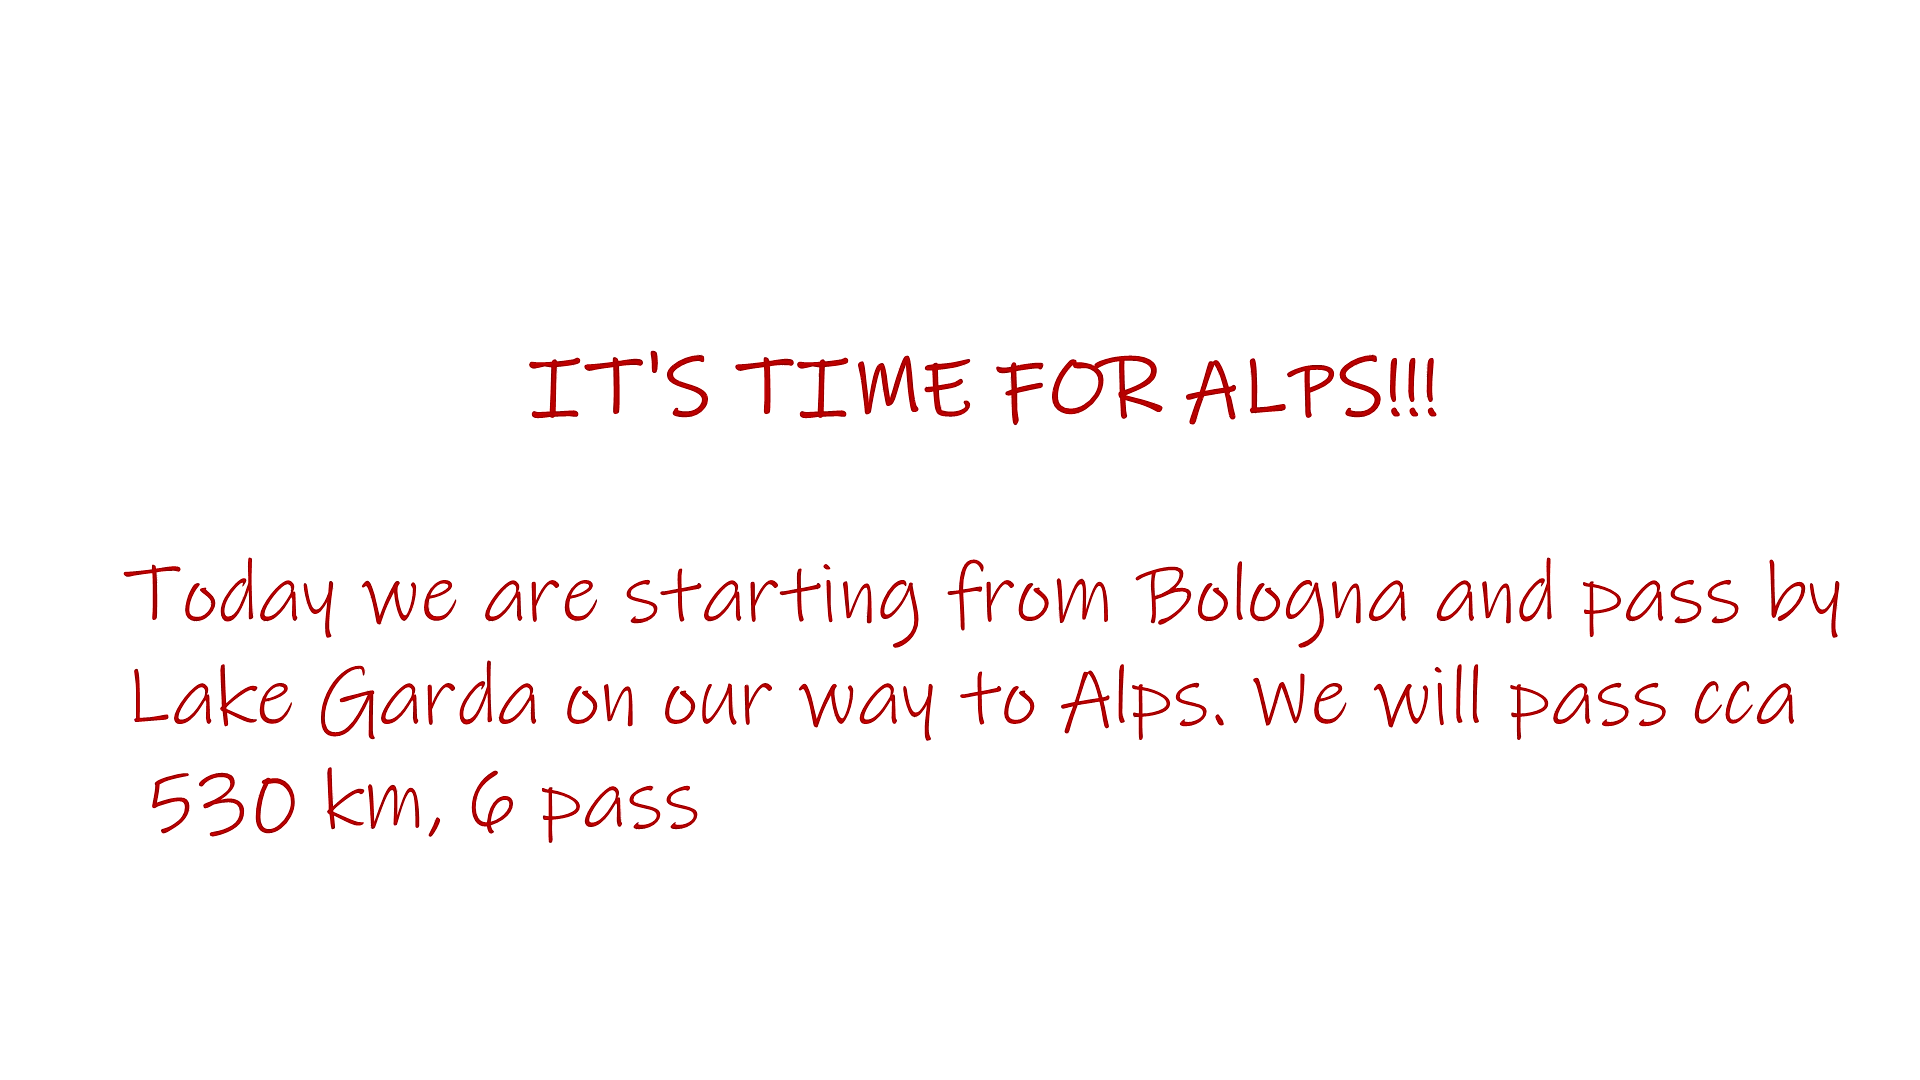 IT'S TIME FOR ALPS!!!
Today we are starting from Bologna and pass by
Lake Garda on our way to Alps. We will pass cca
530 km, 6 pass